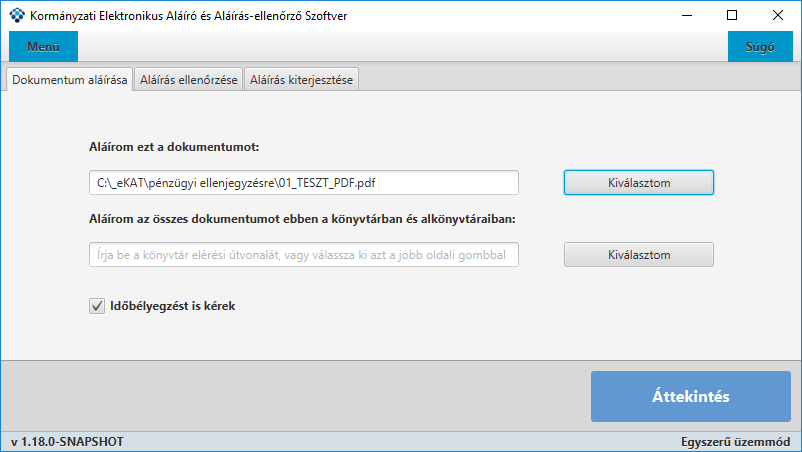 Kormányzati Elektronikus Aláíró és Aláírás-ellenőrző Szoftver
Menü
Súgó
Dokumentum aláírása
Aláírás ellenőrzése
Aláírás kiterjesztése
Aláírom ezt a dokumentumot:
C:\_eKAT\pénzügyi ellenjegyzésre\01_TESZT_PDF.pdf
Kiválasztom
Aláírom az összes dokumentumot ebben a könyvtárban és alkönyvtáraiban:
Írja be a könyvtár elérési útvonalát, vagy válassza ki azt a jobb oldali gombbal
Kiválasztom
Időbélyegzést is kérek
Áttekintés
v 1.18.0-SNAPSHOT
Egyszerű üzemmód